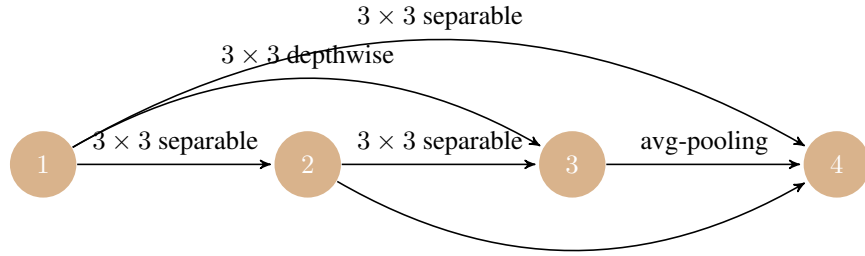 3 × 3 separable
3 × 3 depthwise
3 × 3 separable
3 × 3 separable
avg-pooling
1
2
3
4